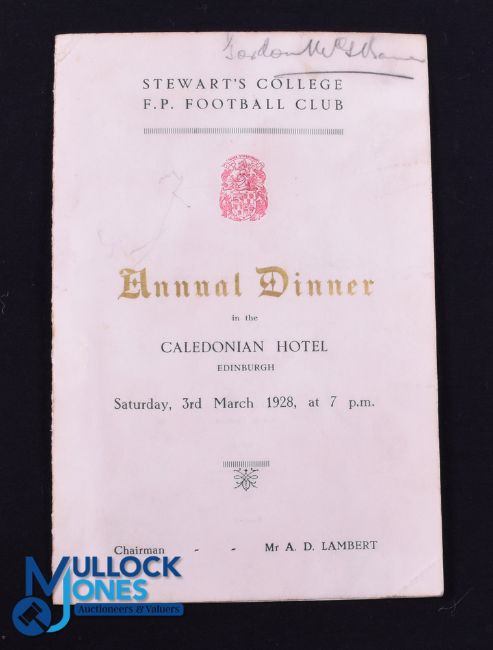 Gordon
STEWART'S COLLEGE
F.P. FOOTBALL CLUB
Annual Dinner
in the
CALEDONIAN HOTEL
EDINBURGH
Saturday, 3rd March 1928, at 7 p.m.
Chairman - - Mr A. D. LAMBERT
MULLOCK
JONES
Auctioneers & Valuers